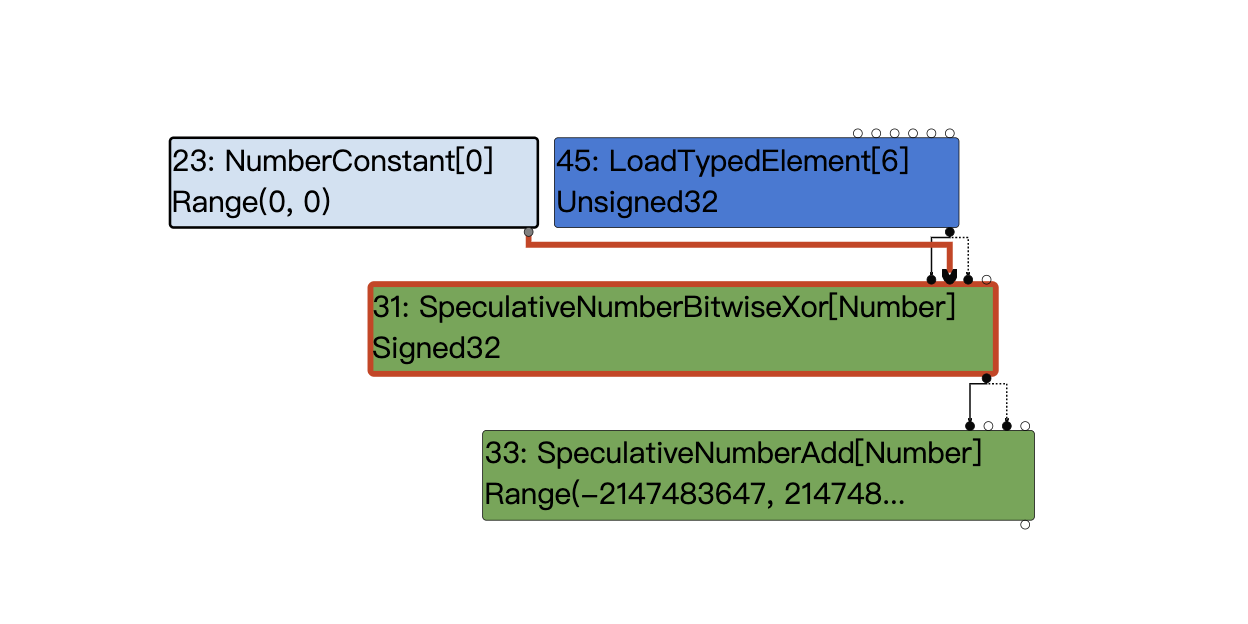 23: NumberConstant[0]
Range(0, 0)
45: LoadTypedElement[6]
Unsigned32
31: SpeculativeNumberBitwiseXor[Number]
Signed32
33: SpeculativeNumberAdd[Number]
Range(−2147483647, 214748...